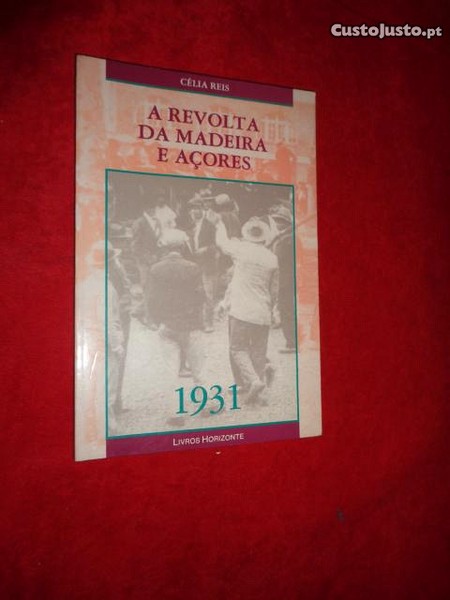 CustoJusto.pt
CÉLIA REIS
A REVOLTA
DA MADEIRA
E AÇORES
1931
LIVROS HORIZONTE